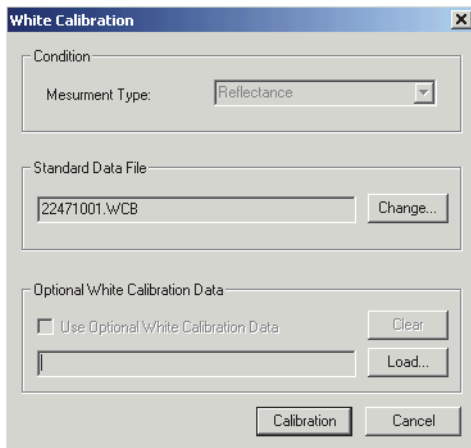 White Calibration
Condition
Mesurment Type:
Reflectance
Standard Data File
22471001.WCB
Change...
Optional White Calibration Data
Use Optional White Calibration Data
Clear
Load...
Calibration
Cancel